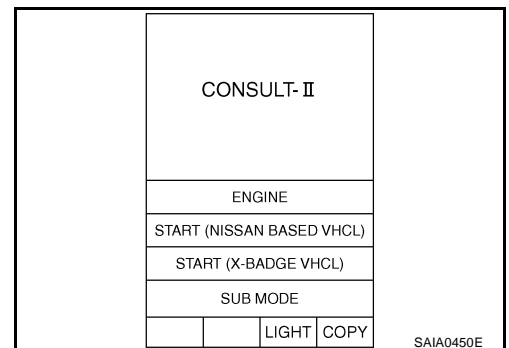 CONSULT-II
ENGINE
START (NISSAN BASED VHCL)
START (X-BADGE VHCL)
SUB MODE
LIGHT COPY
SAIA0450E